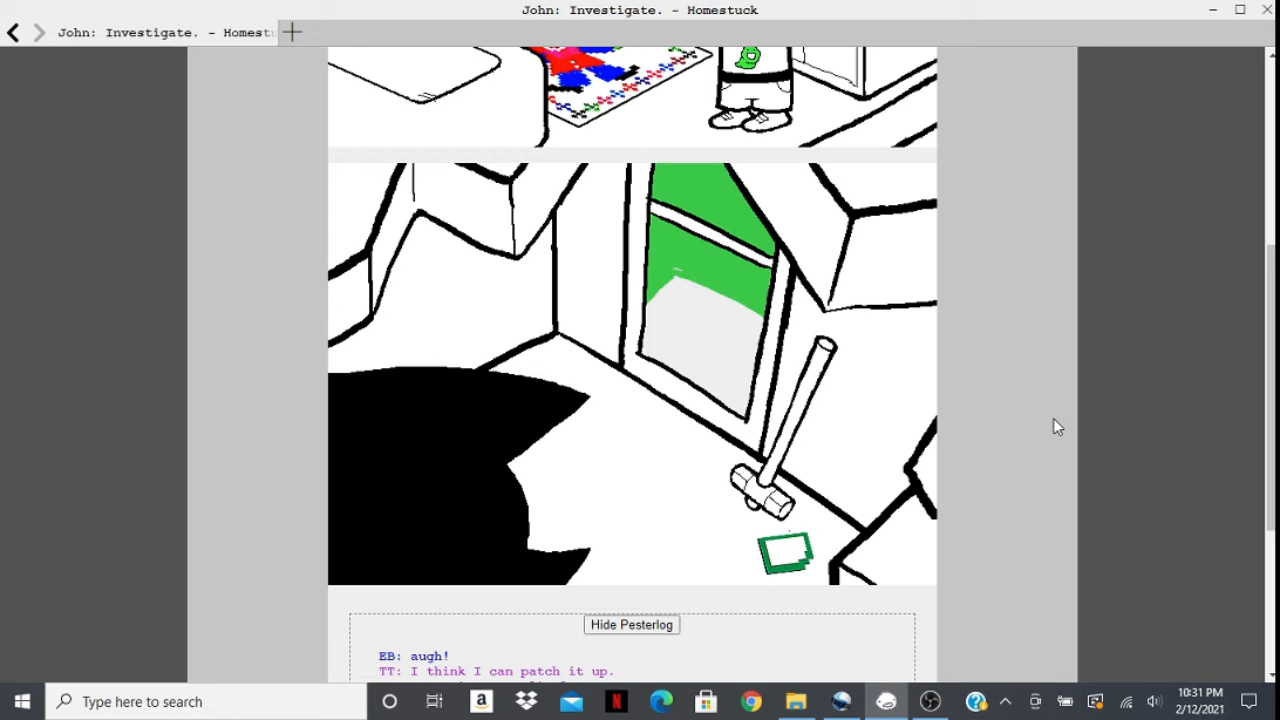 John: Investigate. - Homestuck
John: Investigate. - Homestu
Hide Pesterlog
EB: augh!
TT: I think I can patch it up.
Type here to search
10:31 PM
2/12/2021